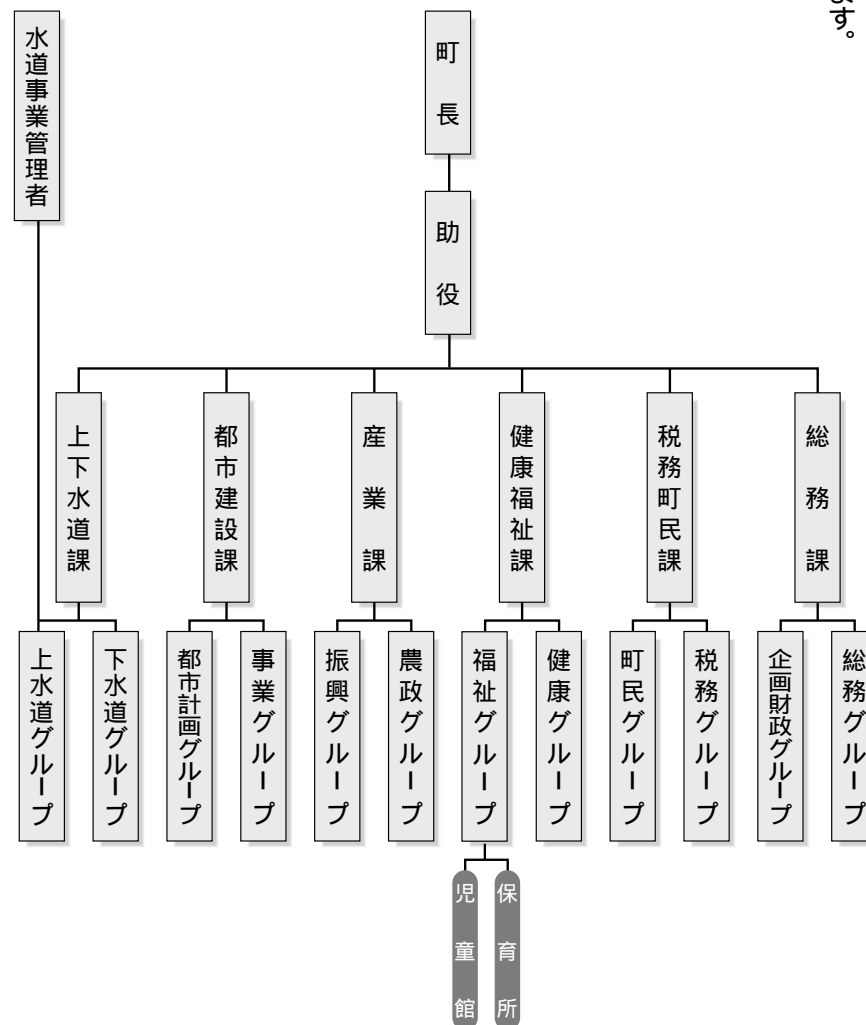 ます。
町長
助役
水道事業管理者
総務課
税務町民課
健康福祉課
産業課
都市建設課
上下水道課
総務グループ
企画財政グループ
税務グループ
町民グループ
健康グループ
福祉グループ
農政グループ
振興グループ
事業グループ
都市計画グループ
下水道グループ
上水道グループ
保育所
児童館